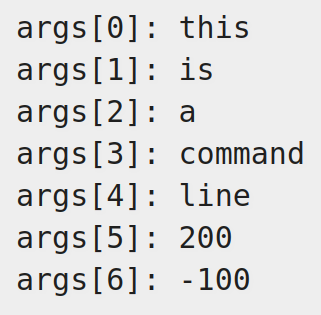 args[0]: this
args[1]: is
args[2]: a
args[3]: command
args[4]: line
args[5]: 200
args[6]: -100